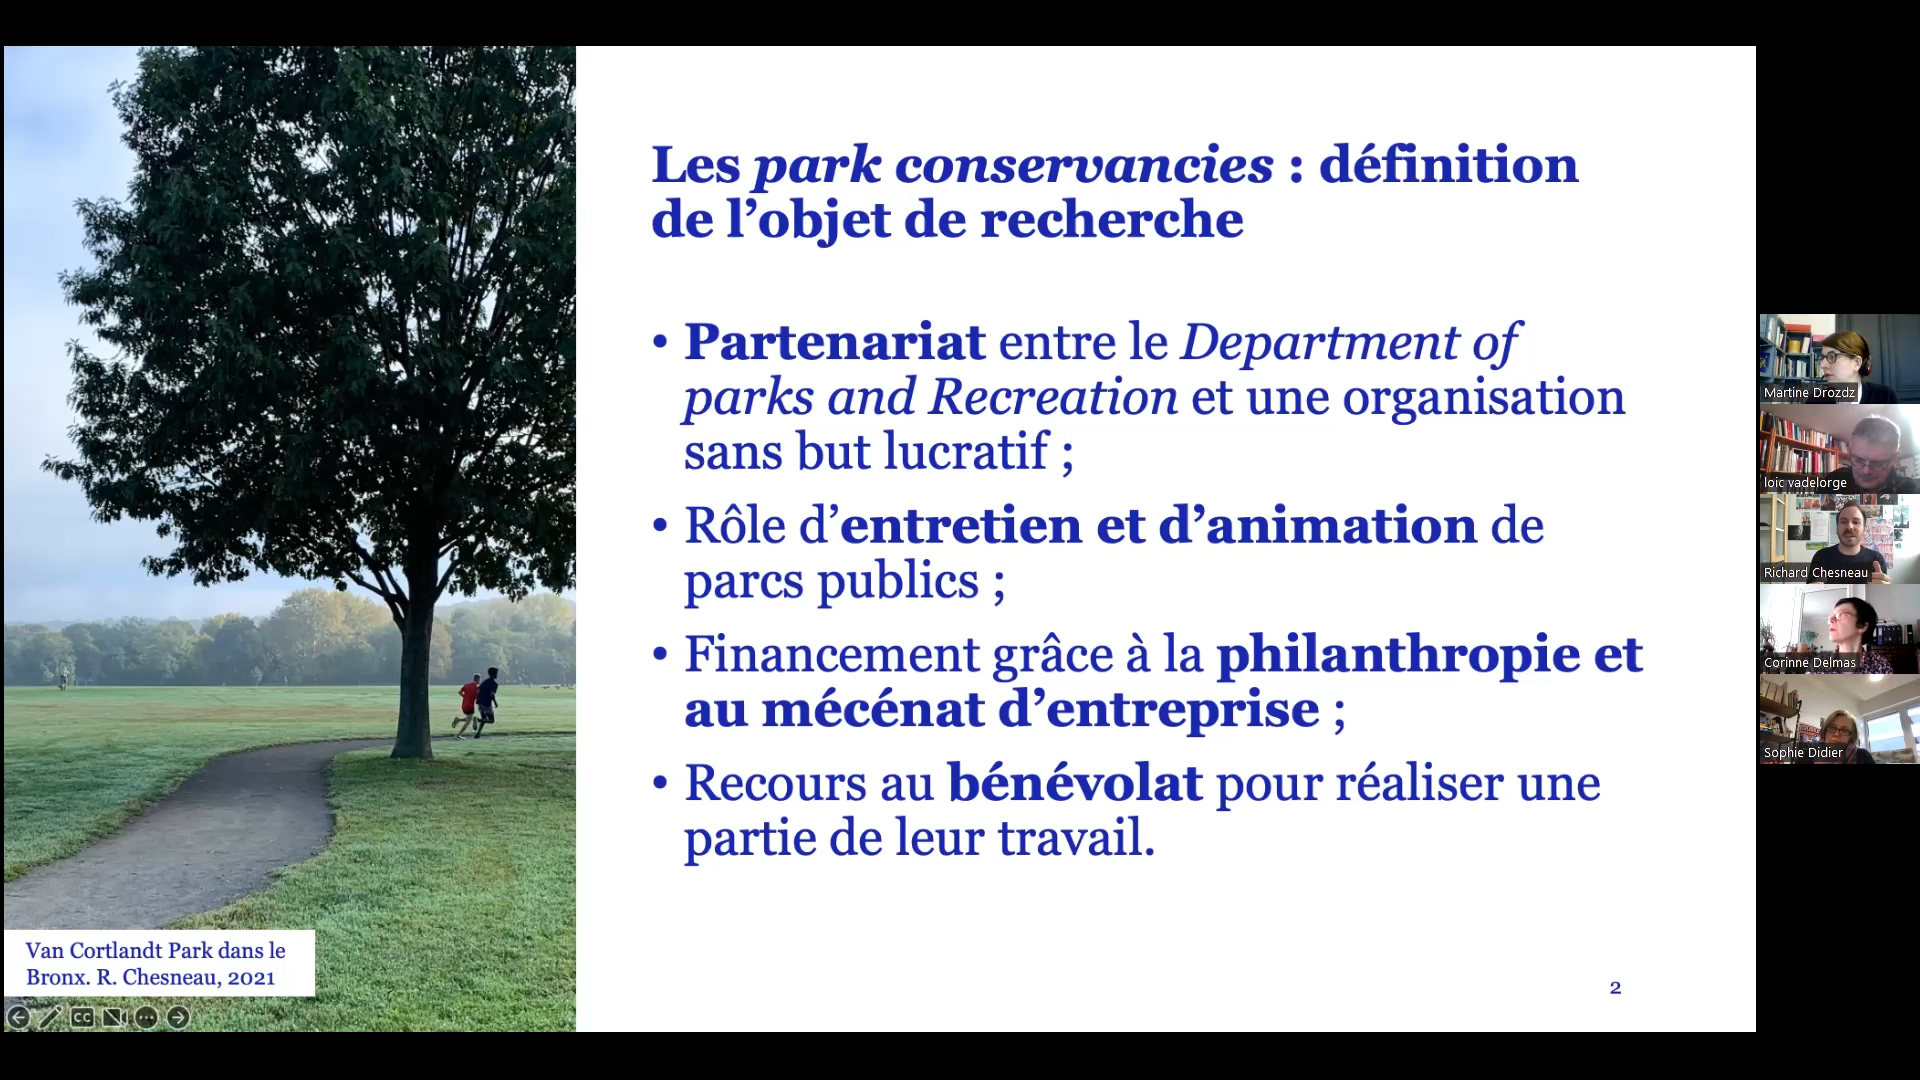 Les park conservancies : définition
de l’objet de recherche
• Partenariat entre le Department of
parks and Recreation et une organisation
sans but lucratif ;
• Rôle d’entretien et d’animation de
parcs publics ;
• Financement grâce à la philanthropie et
au mécénat d’entreprise ;
• Recours au bénévolat pour réaliser une
partie de leur travail.
Van Cortlandt Park dans le
Bronx. R. Chesneau, 2021
2
CC
Martine Drozdz
loic vadelorge
Richard Chesneau
Corinne Delmas
Sophie Didier